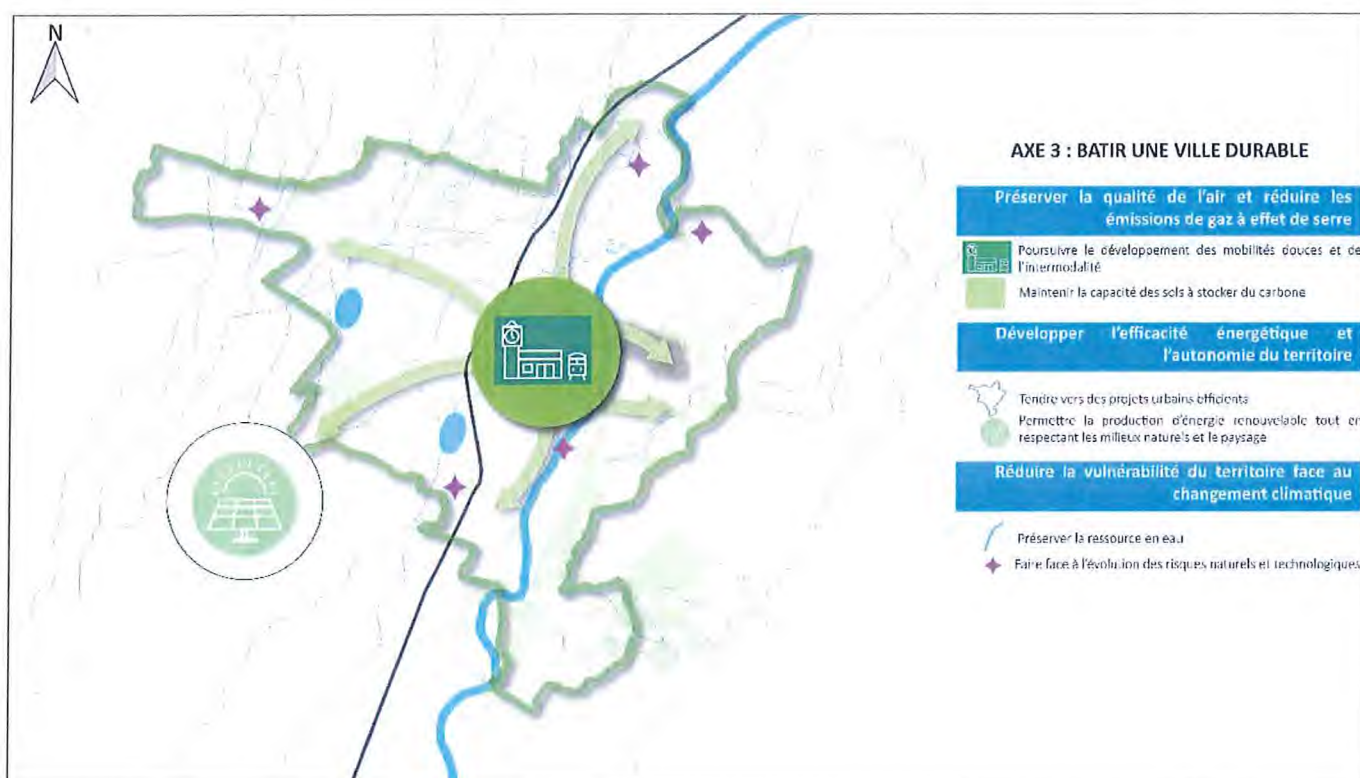 N
AXE 3 : BATIR UNE VILLE DURABLE
Préserver la qualité de l'air et réduire les
émissions de gaz à effet de serre
Poursuivre le développement des mobilités douces et de
l'intermodalité
Maintenir la capacité des sols à stocker du carbone
Développer l'efficacité énergétique et
l'autonomie du territoire
Tendre vers des projets urbains efficients
Permettre la production d'énergie renouvelable tout en
respectant les milieux naturels et le paysage
Réduire la vulnérabilité du territoire face au
changement climatique
Préserver la ressource en eau
Faire face à l'évolution des risques naturels et technologiques